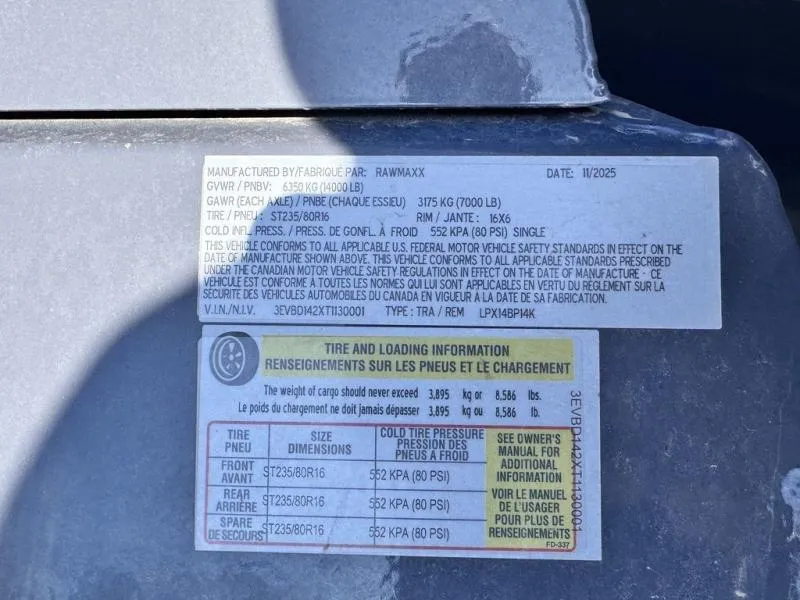 MANUFACTURED BY/FABRIQUÉ PAR: RAWMAXX DATE: 11/2025
GVWR / PNBV: 6350 KG (14000 LB)
GAWR (EACH AXLE) / PNBE (CHAQUE ESSIEU) 3175 KG (7000 LB)
TIRE / PNEU: ST235/80R16 RIM / JANTE: 16X6
COLD INFL. PRESS. / PRESS. DE GONFL. À FROID 552 KPA (80 PSI) SINGLE
THIS VEHICLE CONFORMS TO ALL APPLICABLE U.S. FEDERAL MOTOR VEHICLE SAFETY STANDARDS IN EFFECT ON THE
DATE OF MANUFACTURE SHOWN ABOVE. THIS VEHICLE CONFORMS TO ALL APPLICABLE STANDARDS PRESCRIBED
UNDER THE CANADIAN MOTOR VEHICLE SAFETY REGULATIONS IN EFFECT ON THE DATE OF MANUFACTURE - CE
VÉHICULE EST CONFORME À TOUTES LES NORMES QUI LUI SONT APPLICABLES EN VERTU DU RÈGLEMENT SUR LA
SÉCURITÉ DES VÉHICULES AUTOMOBILES DU CANADA EN VIGUEUR À LA DATE DE SA FABRICATION.
V.I.N./N.I.V. 3EVBD142XT1130001 TYPE: TRA / REM LPX14BP14K
TIRE AND LOADING INFORMATION
RENSEIGNEMENTS SUR LES PNEUS ET LE CHARGEMENT
The weight of cargo should never exceed 3,895 kg or 8,586 lbs.
Le poids du chargement ne doit jamais dépasser 3,895 kg ou 8,586 lb.
TIRE PNEU
SIZE DIMENSIONS
COLD TIRE PRESSURE
PRESSION DES
PNEUS A FROID
FRONT AVANT ST235/80R16 552 KPA (80 PSI)
REAR ARRIÈRE ST235/80R16 552 KPA (80 PSI)
SPARE DE SECOURS ST235/80R16 552 KPA (80 PSI)
SEE OWNER'S
MANUAL FOR
ADDITIONAL
INFORMATION
VOIR LE MANUEL
DE L'USAGER
POUR PLUS DE
RENSEIGNEMENTS
FD-337
3EVBD142XT1130001